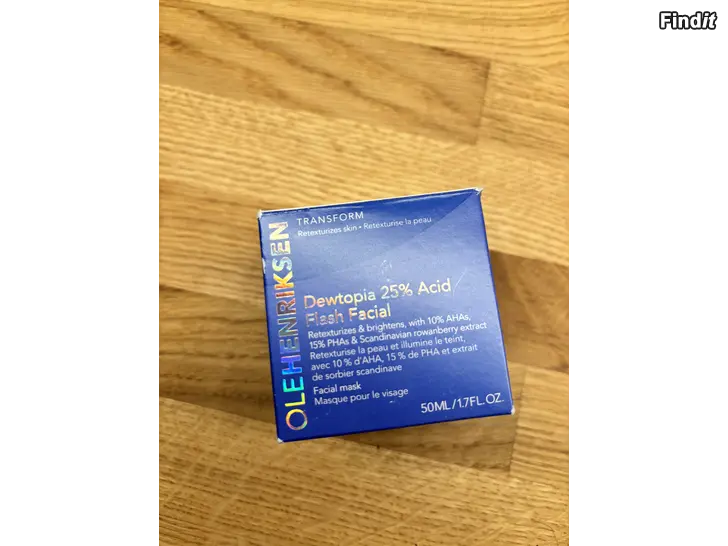 Findit
OLEHENRIKSEN
TRANSFORM
Retexturizes skin • Retexturise la peau
Dewtopia 25% Acid
Flash Facial
Retexturizes & brightens, with 10% AHAs,
15% PHAs & Scandinavian rowanberry extract
Retexturise la peau et illumine le teint,
avec 10 % d'AHA, 15 % de PHA et extrait
de sorbier scandinave
Facial mask
Masque pour le visage
50ML/1.7FL.OZ.